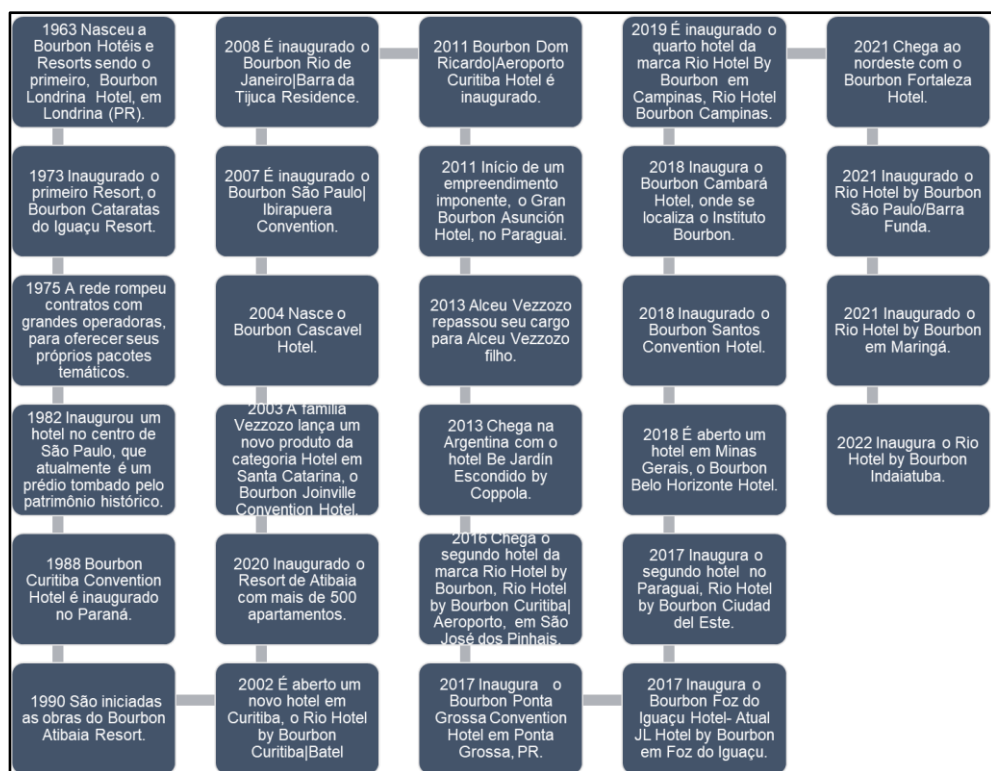 1963 Nasceu a
Bourbon Hotéis e
Resorts sendo o
primeiro, Bourbon
Londrina Hotel, em
Londrina (PR).
1973 Inaugurado o
primeiro Resort, o
Bourbon Cataratas
do Iguaçu Resort.
1975 A rede rompeu
contratos com
grandes operadoras,
para oferecer seus
próprios pacotes
temáticos.
1982 Inaugurou um
hotel no centro de
São Paulo, que
atualmente é um
prédio tombado pelo
patrimônio histórico.
1988 Bourbon
Curitiba Convention
Hotel é inaugurado
no Paraná.
1990 São iniciadas
as obras do Bourbon
Atibaia Resort.
2002 É aberto um
novo hotel em
Curitiba, o Rio Hotel
by Bourbon
Curitiba|Batel
2020 Inaugurado o
Resort de Atibaia
com mais de 500
apartamentos.
2003 A família
Vezzozo lança um
novo produto da
categoria Hotel em
Santa Catarina, o
Bourbon Joinville
Convention Hotel.
2004 Nasce o
Bourbon Cascavel
Hotel.
2007 É inaugurado o
Bourbon São Paulo|
Ibirapuera
Convention.
2008 É inaugurado o
Bourbon Rio de
Janeiro|Barra da
Tijuca Residence.
2011 Bourbon Dom
Ricardo|Aeroporto
Curitiba Hotel é
inaugurado.
2011 Início de um
empreendimento
imponente, o Gran
Bourbon Asunción
Hotel, no Paraguai.
2013 Alceu Vezzozo
repassou seu cargo
para Alceu Vezzozo
filho.
2013 Chega na
Argentina com o
hotel Be Jardín
Escondido by
Coppola.
2016 Chega o
segundo hotel da
marca Rio Hotel by
Bourbon, Rio Hotel
by Bourbon Curitiba|
Aeroporto, em São
José dos Pinhais.
2017 Inaugura o
Bourbon Ponta
Grossa Convention
Hotel em Ponta
Grossa, PR.
2017 Inaugura o
Bourbon Foz do
Iguaçu Hotel- Atual
JL Hotel by Bourbon
em Foz do Iguaçu.
2017 Inaugura o
segundo hotel no
Paraguai, Rio Hotel
by Bourbon Ciudad
del Este.
2018 É aberto um
hotel em Minas
Gerais, o Bourbon
Belo Horizonte Hotel.
2018 Inaugurado o
Bourbon Santos
Convention Hotel.
2018 Inaugura o
Bourbon Cambará
Hotel, onde se
localiza o Instituto
Bourbon.
2019 É inaugurado o
quarto hotel da
marca Rio Hotel By
Bourbon em
Campinas, Rio Hotel
Bourbon Campinas.
2021 Chega ao
nordeste com o
Bourbon Fortaleza
Hotel.
2021 Inaugurado o
Rio Hotel by Bourbon
São Paulo/Barra
Funda.
2021 Inaugurado o
Rio Hotel by Bourbon
em Maringá.
2022 Inaugura o Rio
Hotel by Bourbon
Indaiatuba.